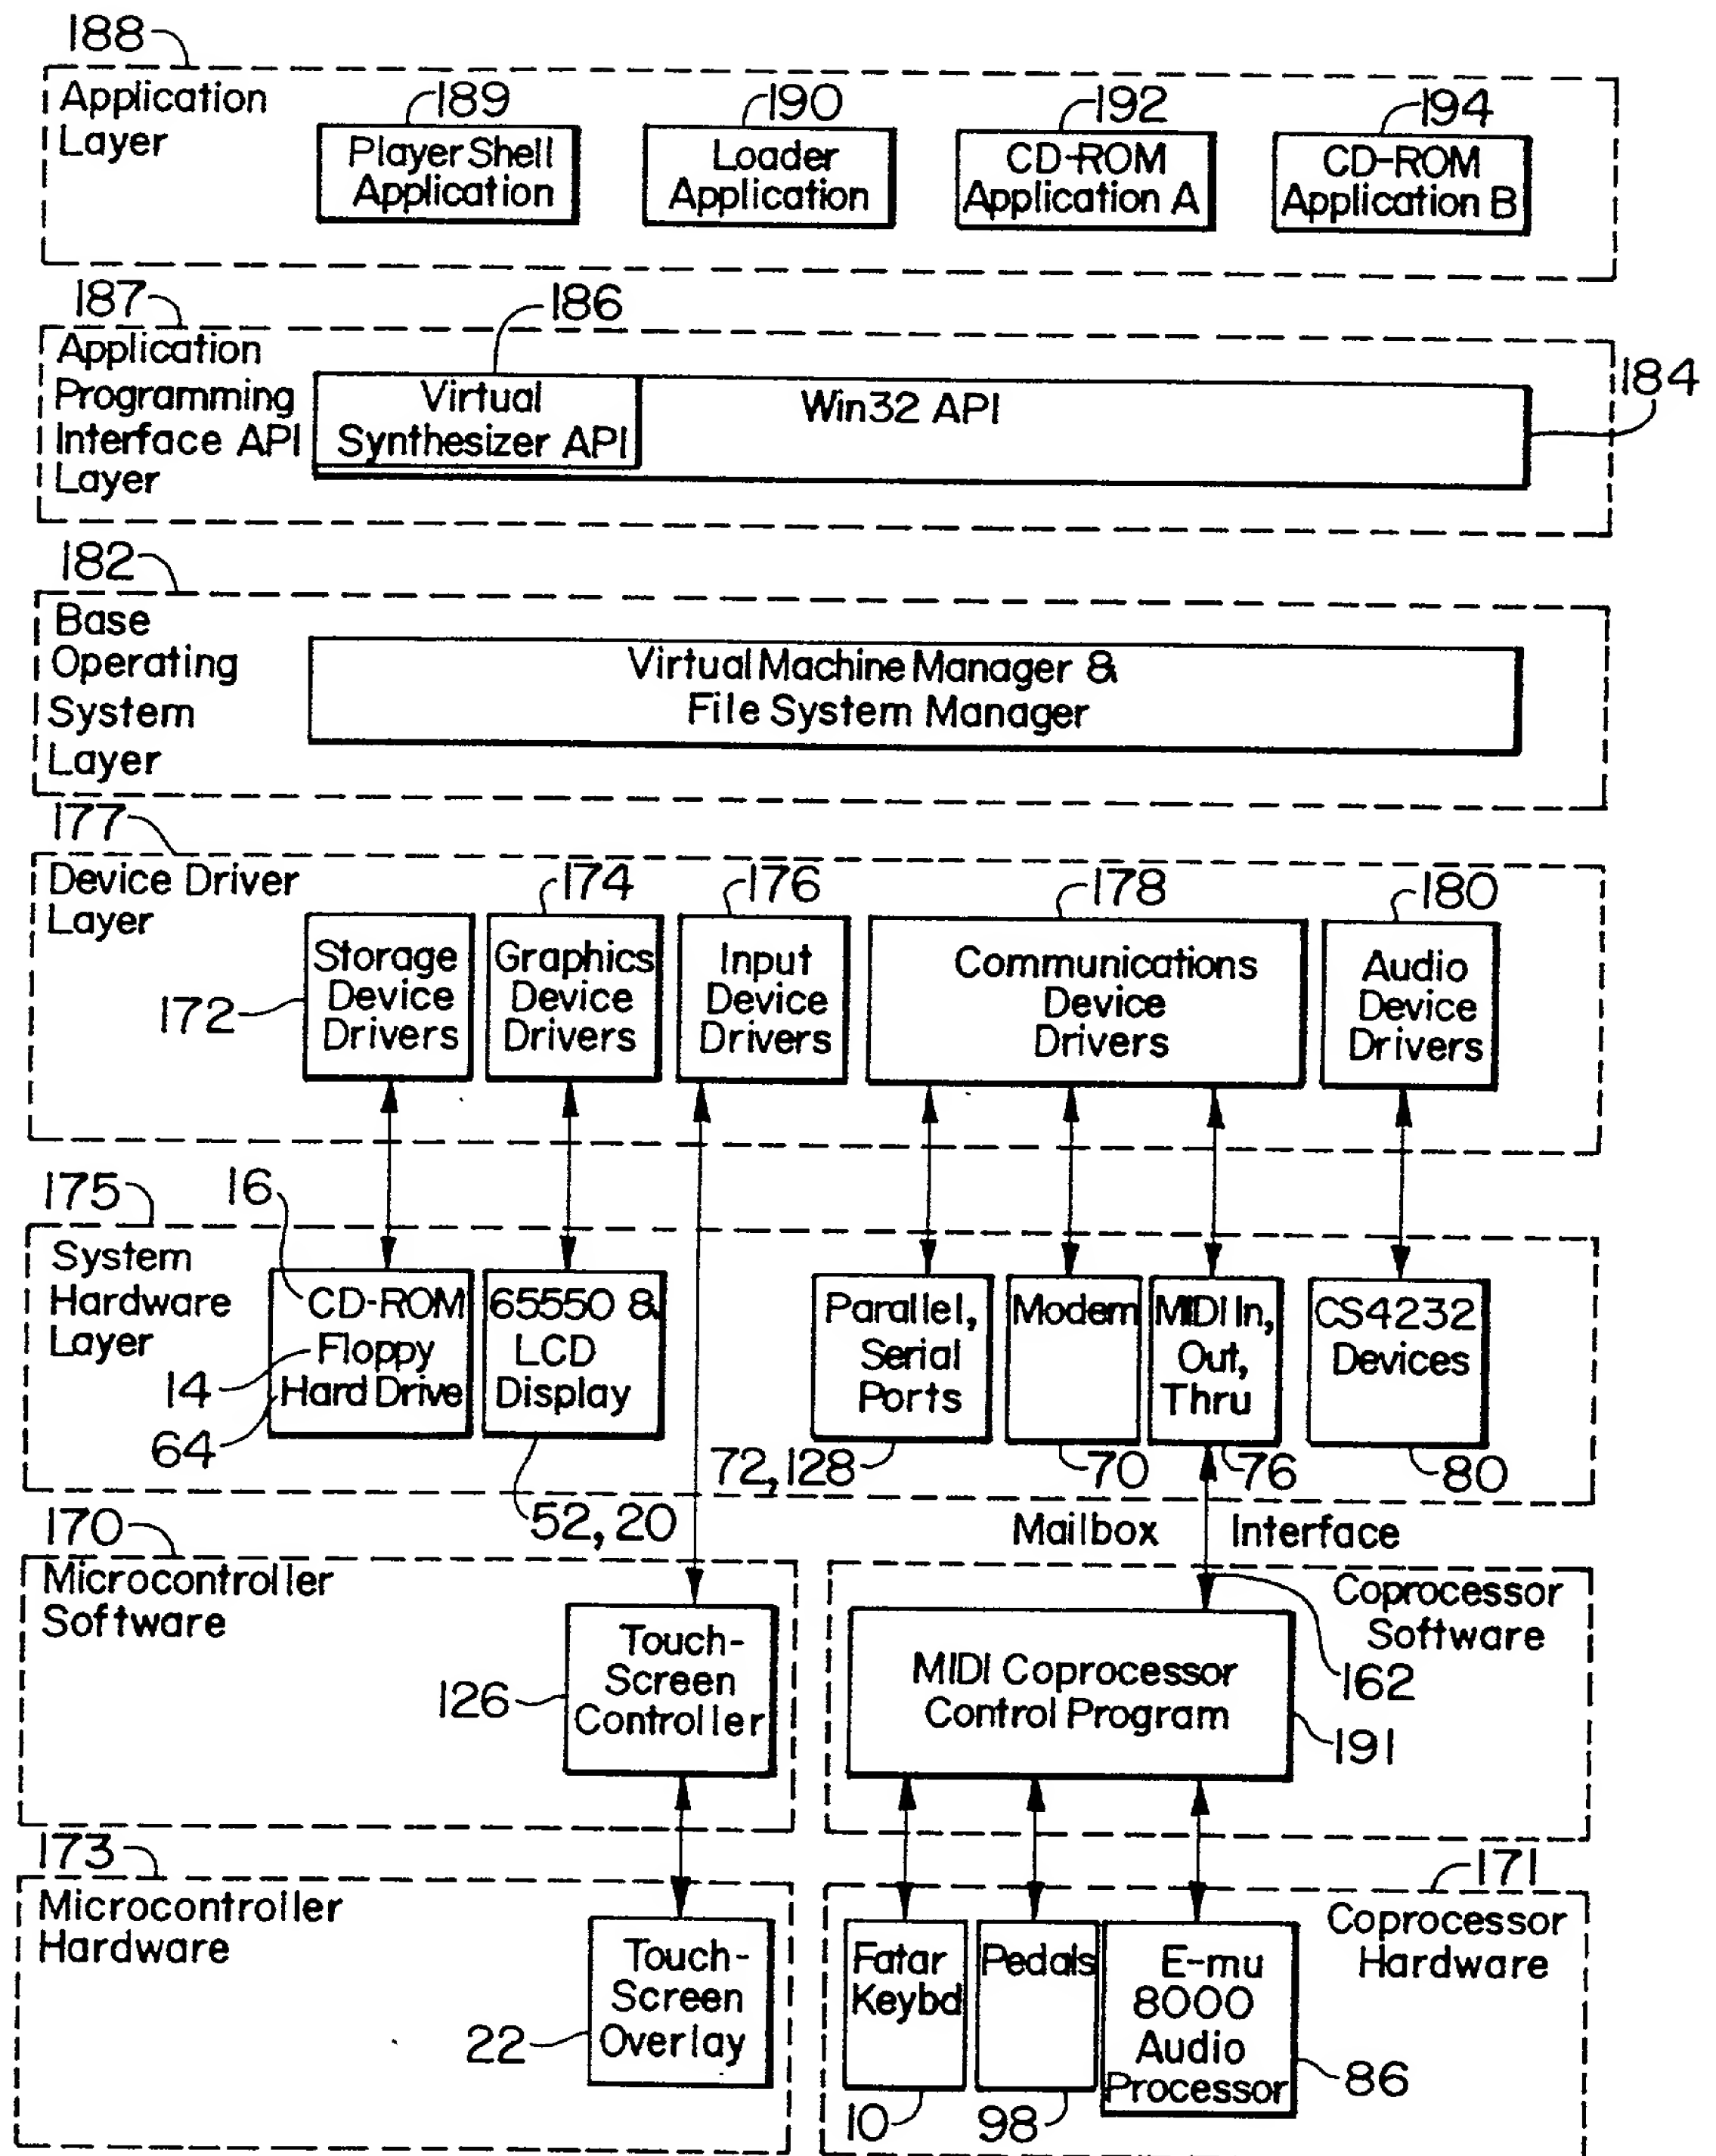 188
Application
Layer
189
Player Shell
Application
190
Loader
Application
192
CD-ROM
Application A
194
CD-ROM
Application B
187
Application
Programming
Interface API
Layer
186
Virtual
Synthesizer API
Win32 API
184
182
Base
Operating
System
Layer
Virtual Machine Manager &
File System Manager
177
Device Driver
Layer
172
Storage
Device
Drivers
174
Graphics
Device
Drivers
176
Input
Device
Drivers
178
Communications
Device
Drivers
180
Audio
Device
Drivers
175
System
Hardware
Layer
16
CD-ROM
14
Floppy
Hard Drive
64
65550 &
LCD
Display
52, 20
Parallel,
Serial
Ports
72, 128
Modem
70
MIDI In,
Out,
Thru
76
CS4232
Devices
80
Mailbox Interface
170
Microcontroller
Software
126
Touch-
Screen
Controller
Coprocessor
Software
162
MIDI Coprocessor
Control Program
191
173
Microcontroller
Hardware
22
Touch-
Screen
Overlay
171
Coprocessor
Hardware
Fatar
Keybd
10
Pedals
98
E-mu
8000
Audio
Processor
86